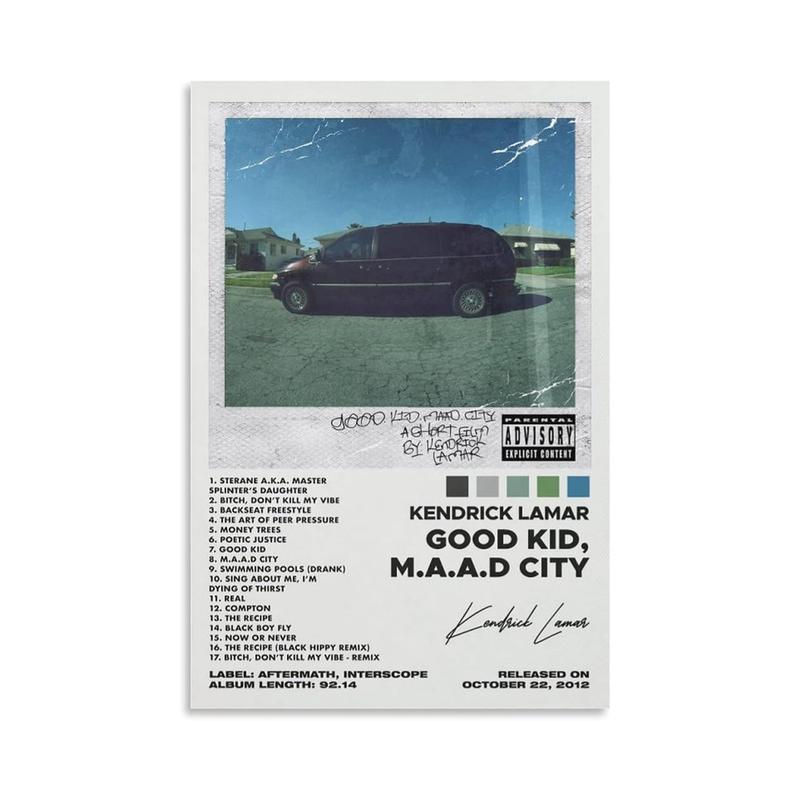 GOOD KID, MAAD CITY
A SHORT FILM
BY: KENDRICK
LAMAR
PARENTAL
ADVISORY
EXPLICIT CONTENT
1. STERANE A.K.A. MASTER
SPLINTER'S DAUGHTER
2. BITCH, DON'T KILL MY VIBE
3. BACKSEAT FREESTYLE
4. THE ART OF PEER PRESSURE
5. MONEY TREES
6. POETIC JUSTICE
7. GOOD KID
8. M.A.A.D CITY
9. SWIMMING POOLS (DRANK)
10. SING ABOUT ME, I'M
DYING OF THIRST
11. REAL
12. COMPTON
13. THE RECIPE
14. BLACK BOY FLY
15. NOW OR NEVER
16. THE RECIPE (BLACK HIPPY REMIX)
17. BITCH, DON'T KILL MY VIBE - REMIX
KENDRICK LAMAR
GOOD KID,
M.A.A.D CITY
Kendrick Lamar
LABEL: AFTERMATH, INTERSCOPE
ALBUM LENGTH: 92.14
RELEASED ON
OCTOBER 22, 2012